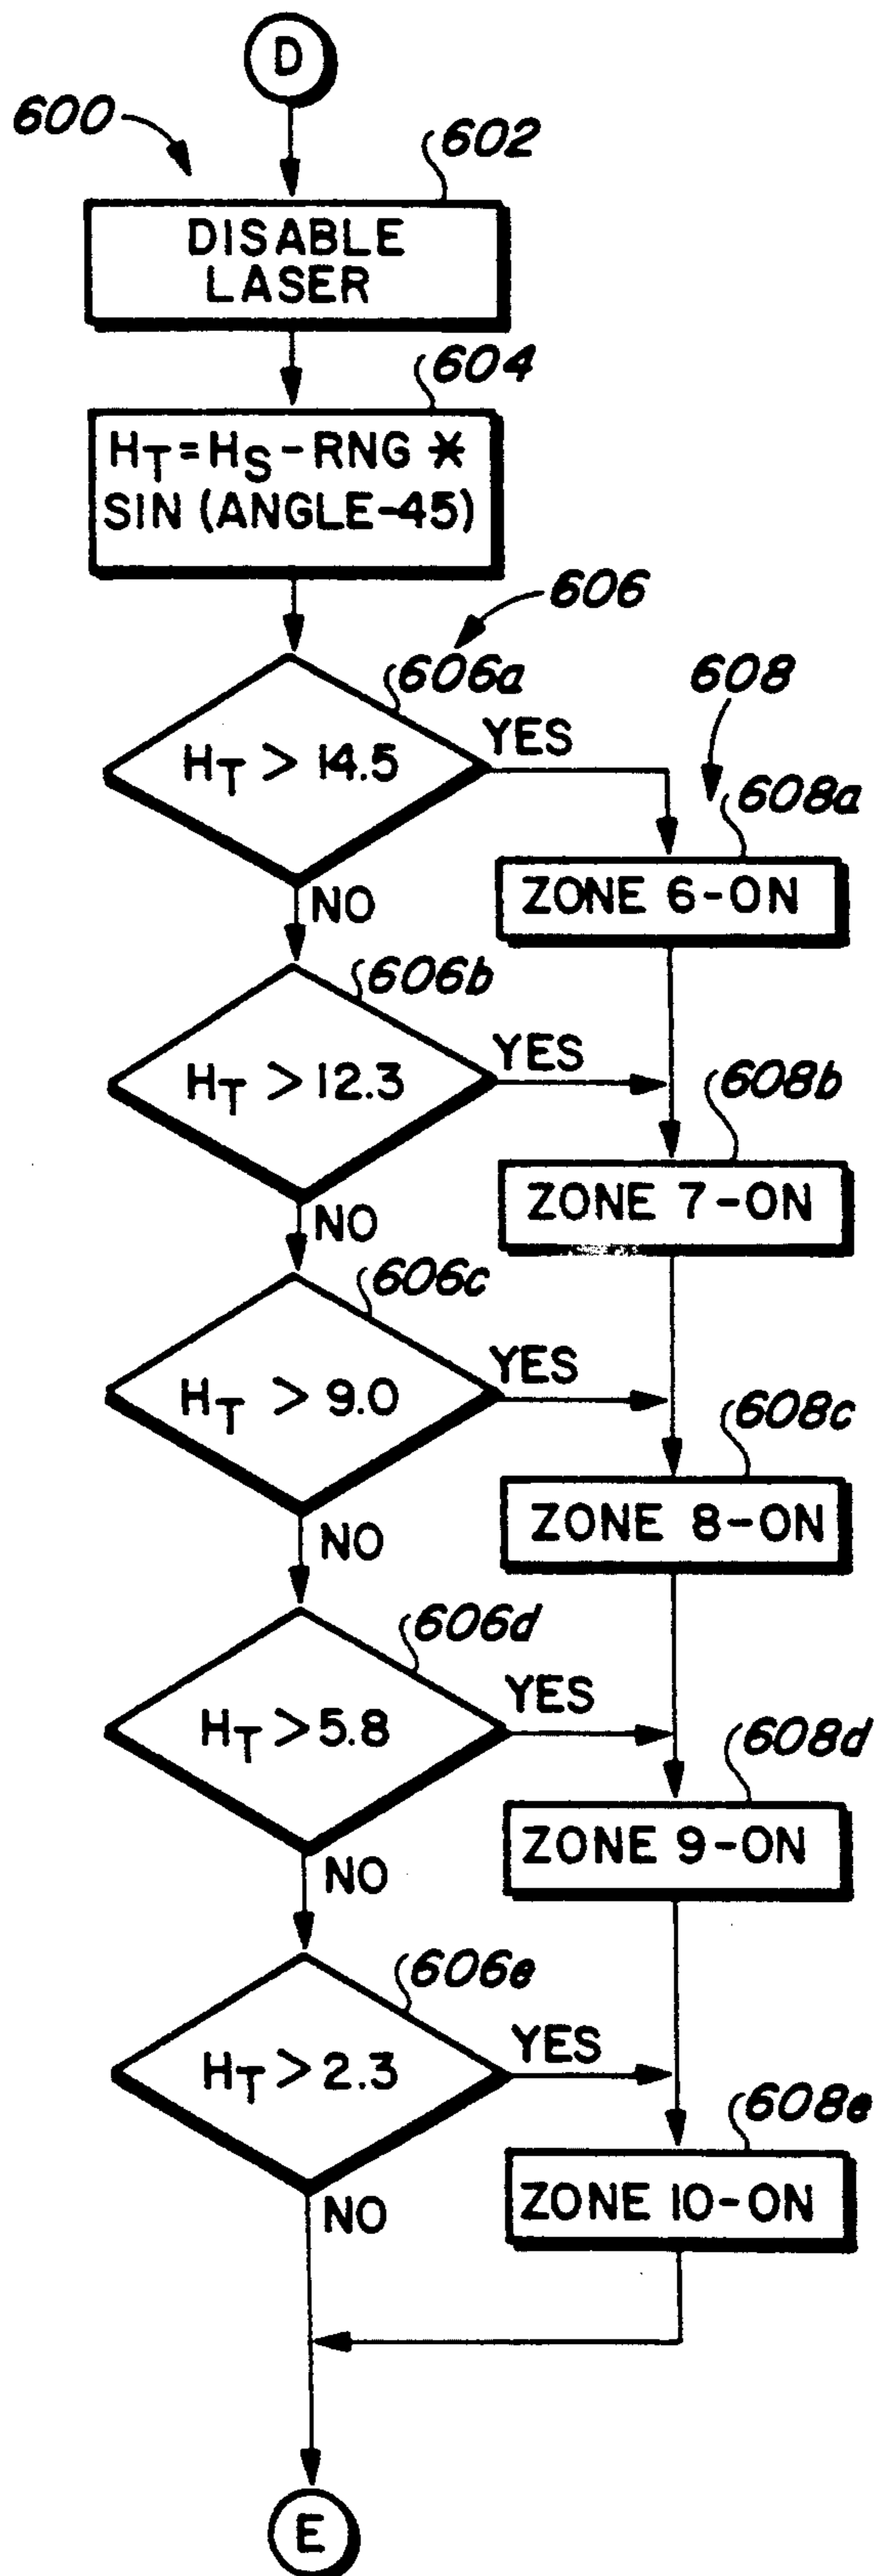 D
600
602
DISABLE
LASER
604
HT=HS-RNG *
SIN (ANGLE-45)
606
606a
608
HT > 14.5
YES
608a
ZONE 6-ON
NO
606b
HT > 12.3
YES
608b
ZONE 7-ON
NO
606c
HT > 9.0
YES
608c
ZONE 8-ON
NO
606d
HT > 5.8
YES
608d
ZONE 9-ON
NO
606e
HT > 2.3
YES
608e
ZONE 10-ON
NO
E